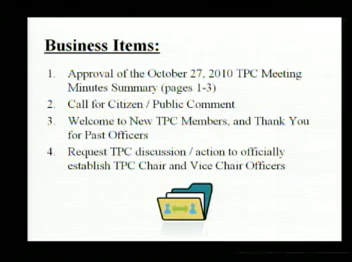 Business Items:
1. Approval of the October 27, 2010 TPC Meeting
Minutes Summary (pages 1-3)
2. Call for Citizen / Public Comment
3. Welcome to New TPC Members, and Thank You
for Past Officers
4. Request TPC discussion / action to officially
establish TPC Chair and Vice Chair Officers